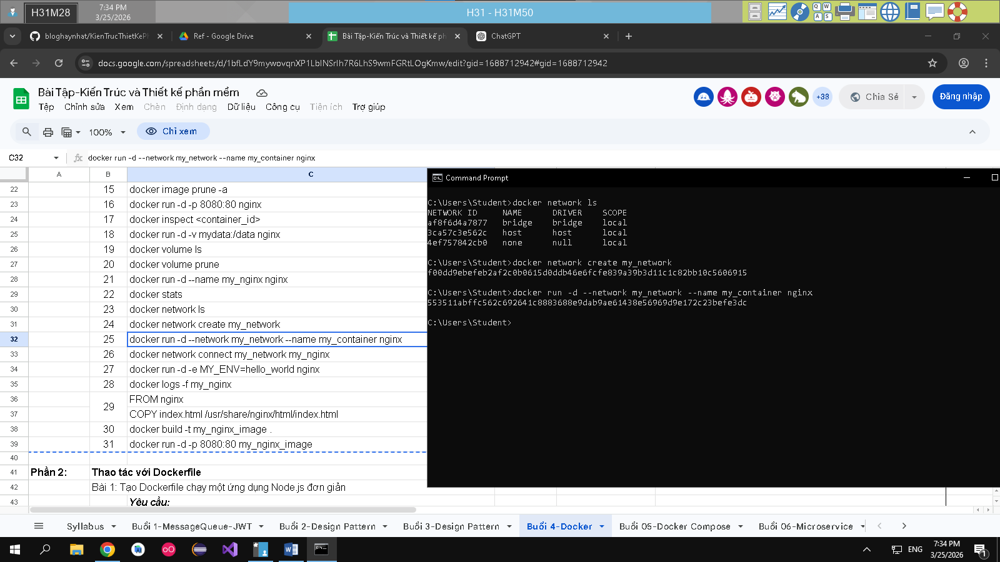 H31M28
7:34 PM
3/25/2026
H31 - H31M50
bloghaynhat/KienTrucThietKePh
Ref - Google Drive
Bài Tập-Kiến Trúc và Thiết kế ph
ChatGPT
docs.google.com/spreadsheets/d/1bfLdY9mywovqnXP1LbINSrIh7R6LhS9wmFGRtLOgKmw/edit?gid=1688712942#gid=1688712942
Bài Tập-Kiến Trúc và Thiết kế phần mềm
+38
Chia Sẻ
Đăng nhập
Tệp Chỉnh sửa Xem Chèn Định dạng Dữ liệu Công cụ Tiện ích Trợ giúp
100%
Chỉ xem
C32
fx
docker run -d --network my_network --name my_container nginx
A B C
22 15 docker image prune -a
23 16 docker run -d -p 8080:80 nginx
24 17 docker inspect <container_id>
25 18 docker run -d -v mydata:/data nginx
26 19 docker volume ls
27 20 docker volume prune
28 21 docker run -d --name my_nginx nginx
29 22 docker stats
30 23 docker network ls
31 24 docker network create my_network
32 25 docker run -d --network my_network --name my_container nginx
33 26 docker network connect my_network my_nginx
34 27 docker run -d -e MY_ENV=hello_world nginx
35 28 docker logs -f my_nginx
36 29 FROM nginx
37 COPY index.html /usr/share/nginx/html/index.html
38 30 docker build -t my_nginx_image .
39 31 docker run -d -p 8080:80 my_nginx_image
40
41 Phần 2: Thao tác với Dockerfile
42 Bài 1: Tạo Dockerfile chạy một ứng dụng Node.js đơn giản
43 Yêu cầu:
Command Prompt
C:\Users\Student>docker network ls
NETWORK ID NAME DRIVER SCOPE
af8f6d4a7877 bridge bridge local
3ca57c3e562c host host local
4ef757842cb0 none null local
C:\Users\Student>docker network create my_network
f00dd9ebefeb2af2c0b0615d0ddb46e6fcfe839a39b3d11c1c82bb10c5606915
C:\Users\Student>docker run -d --network my_network --name my_container nginx
553511abffc562c692641c8883688e9dab9ae61438e56969d9e172c23befe3dc
C:\Users\Student>
Syllabus
Buổi 1-MessageQueue-JWT
Buổi 2-Design Pattern
Buổi 3-Design Pattern
Buổi 4-Docker
Buổi 05-Docker Compose
Buổi 06-Microservice
ENG
7:34 PM
3/25/2026
1